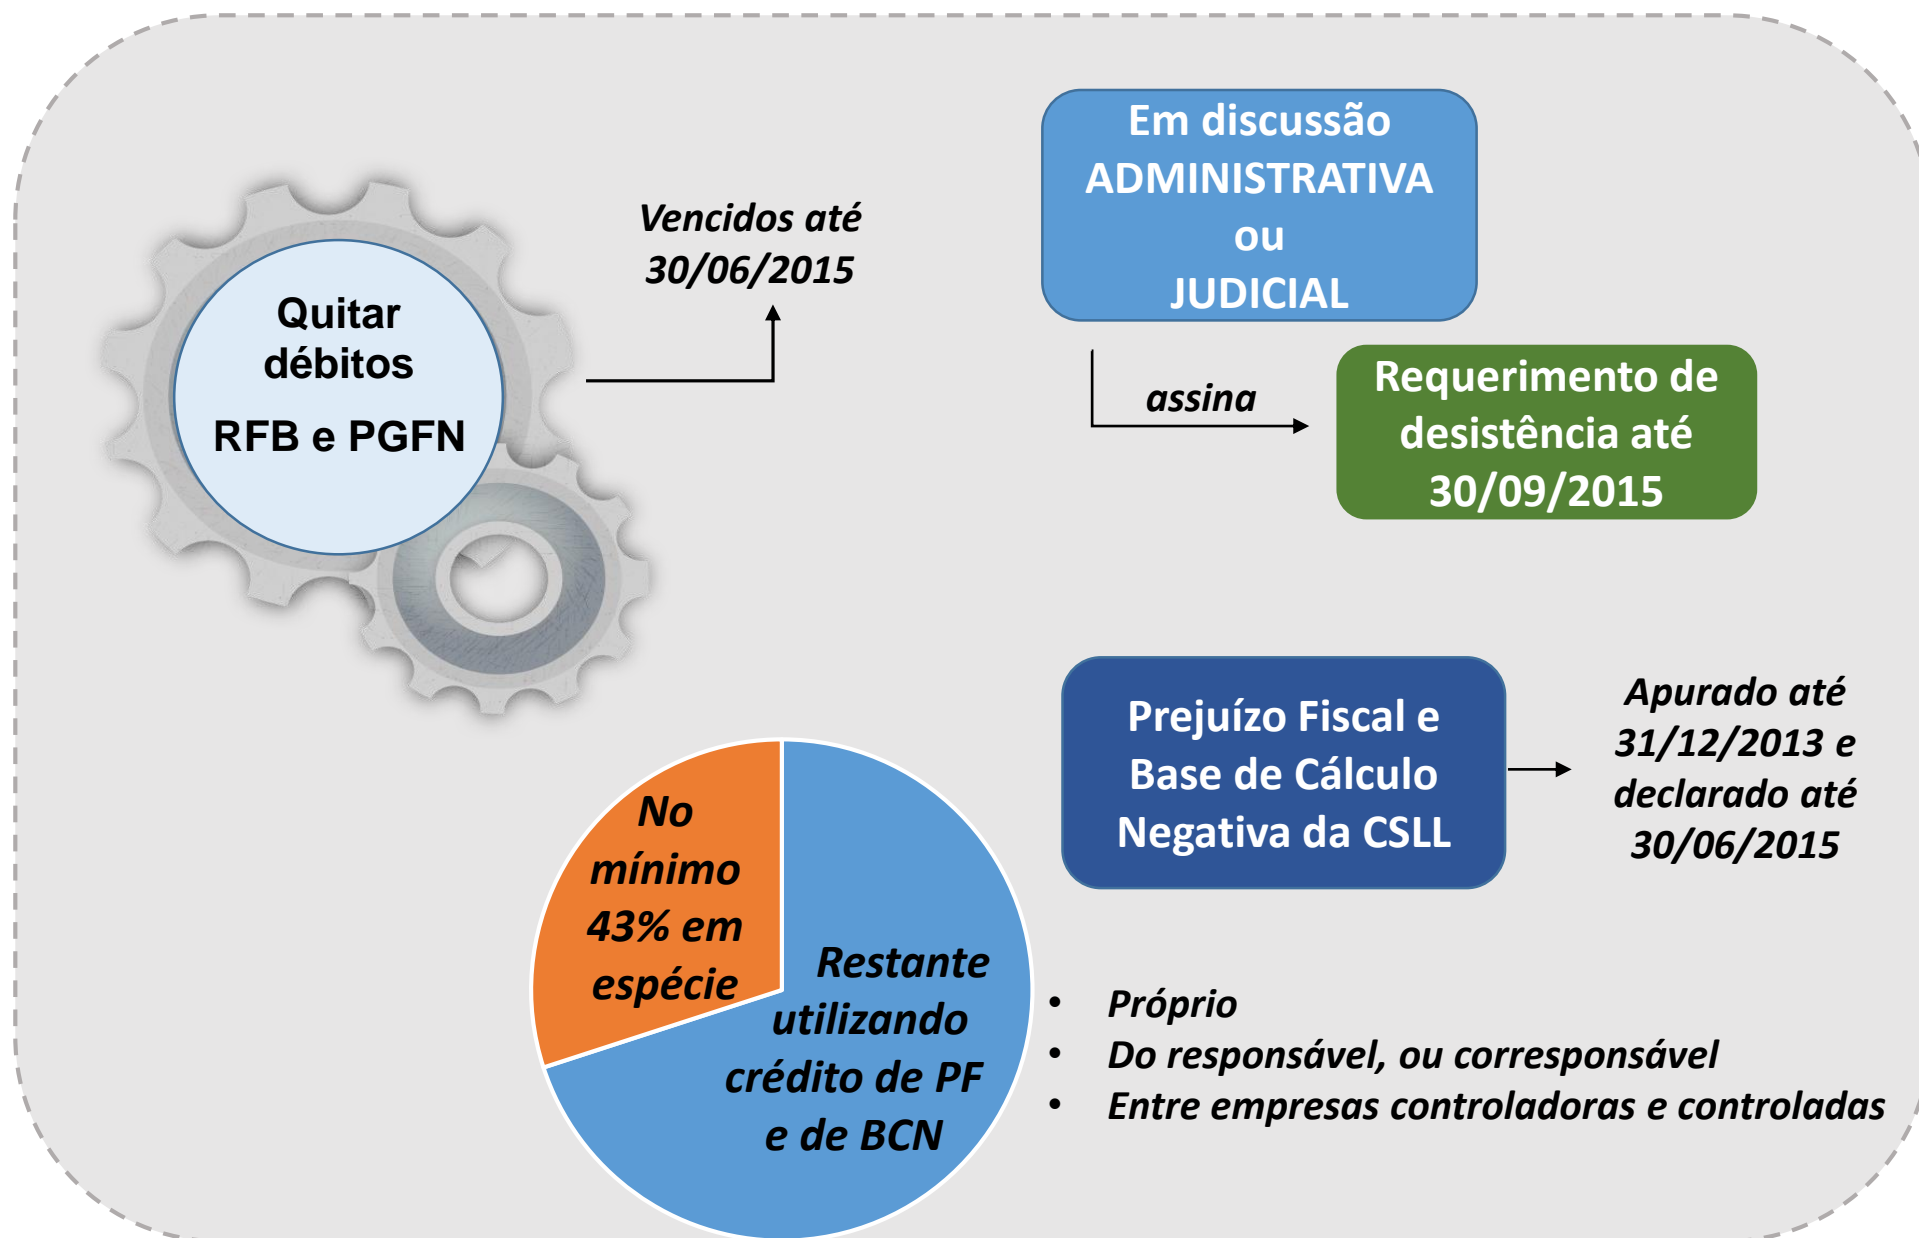 Quitar
débitos
RFB e PGFN
Vencidos até
30/06/2015
Em discussão
ADMINISTRATIVA
ou
JUDICIAL
assina
Requerimento de
desistência até
30/09/2015
Prejuízo Fiscal e
Base de Cálculo
Negativa da CSLL
Apurado até
31/12/2013 e
declarado até
30/06/2015
No
mínimo
43% em
espécie
Restante
utilizando
crédito de PF
e de BCN
• Próprio
• Do responsável, ou corresponsável
• Entre empresas controladoras e controladas